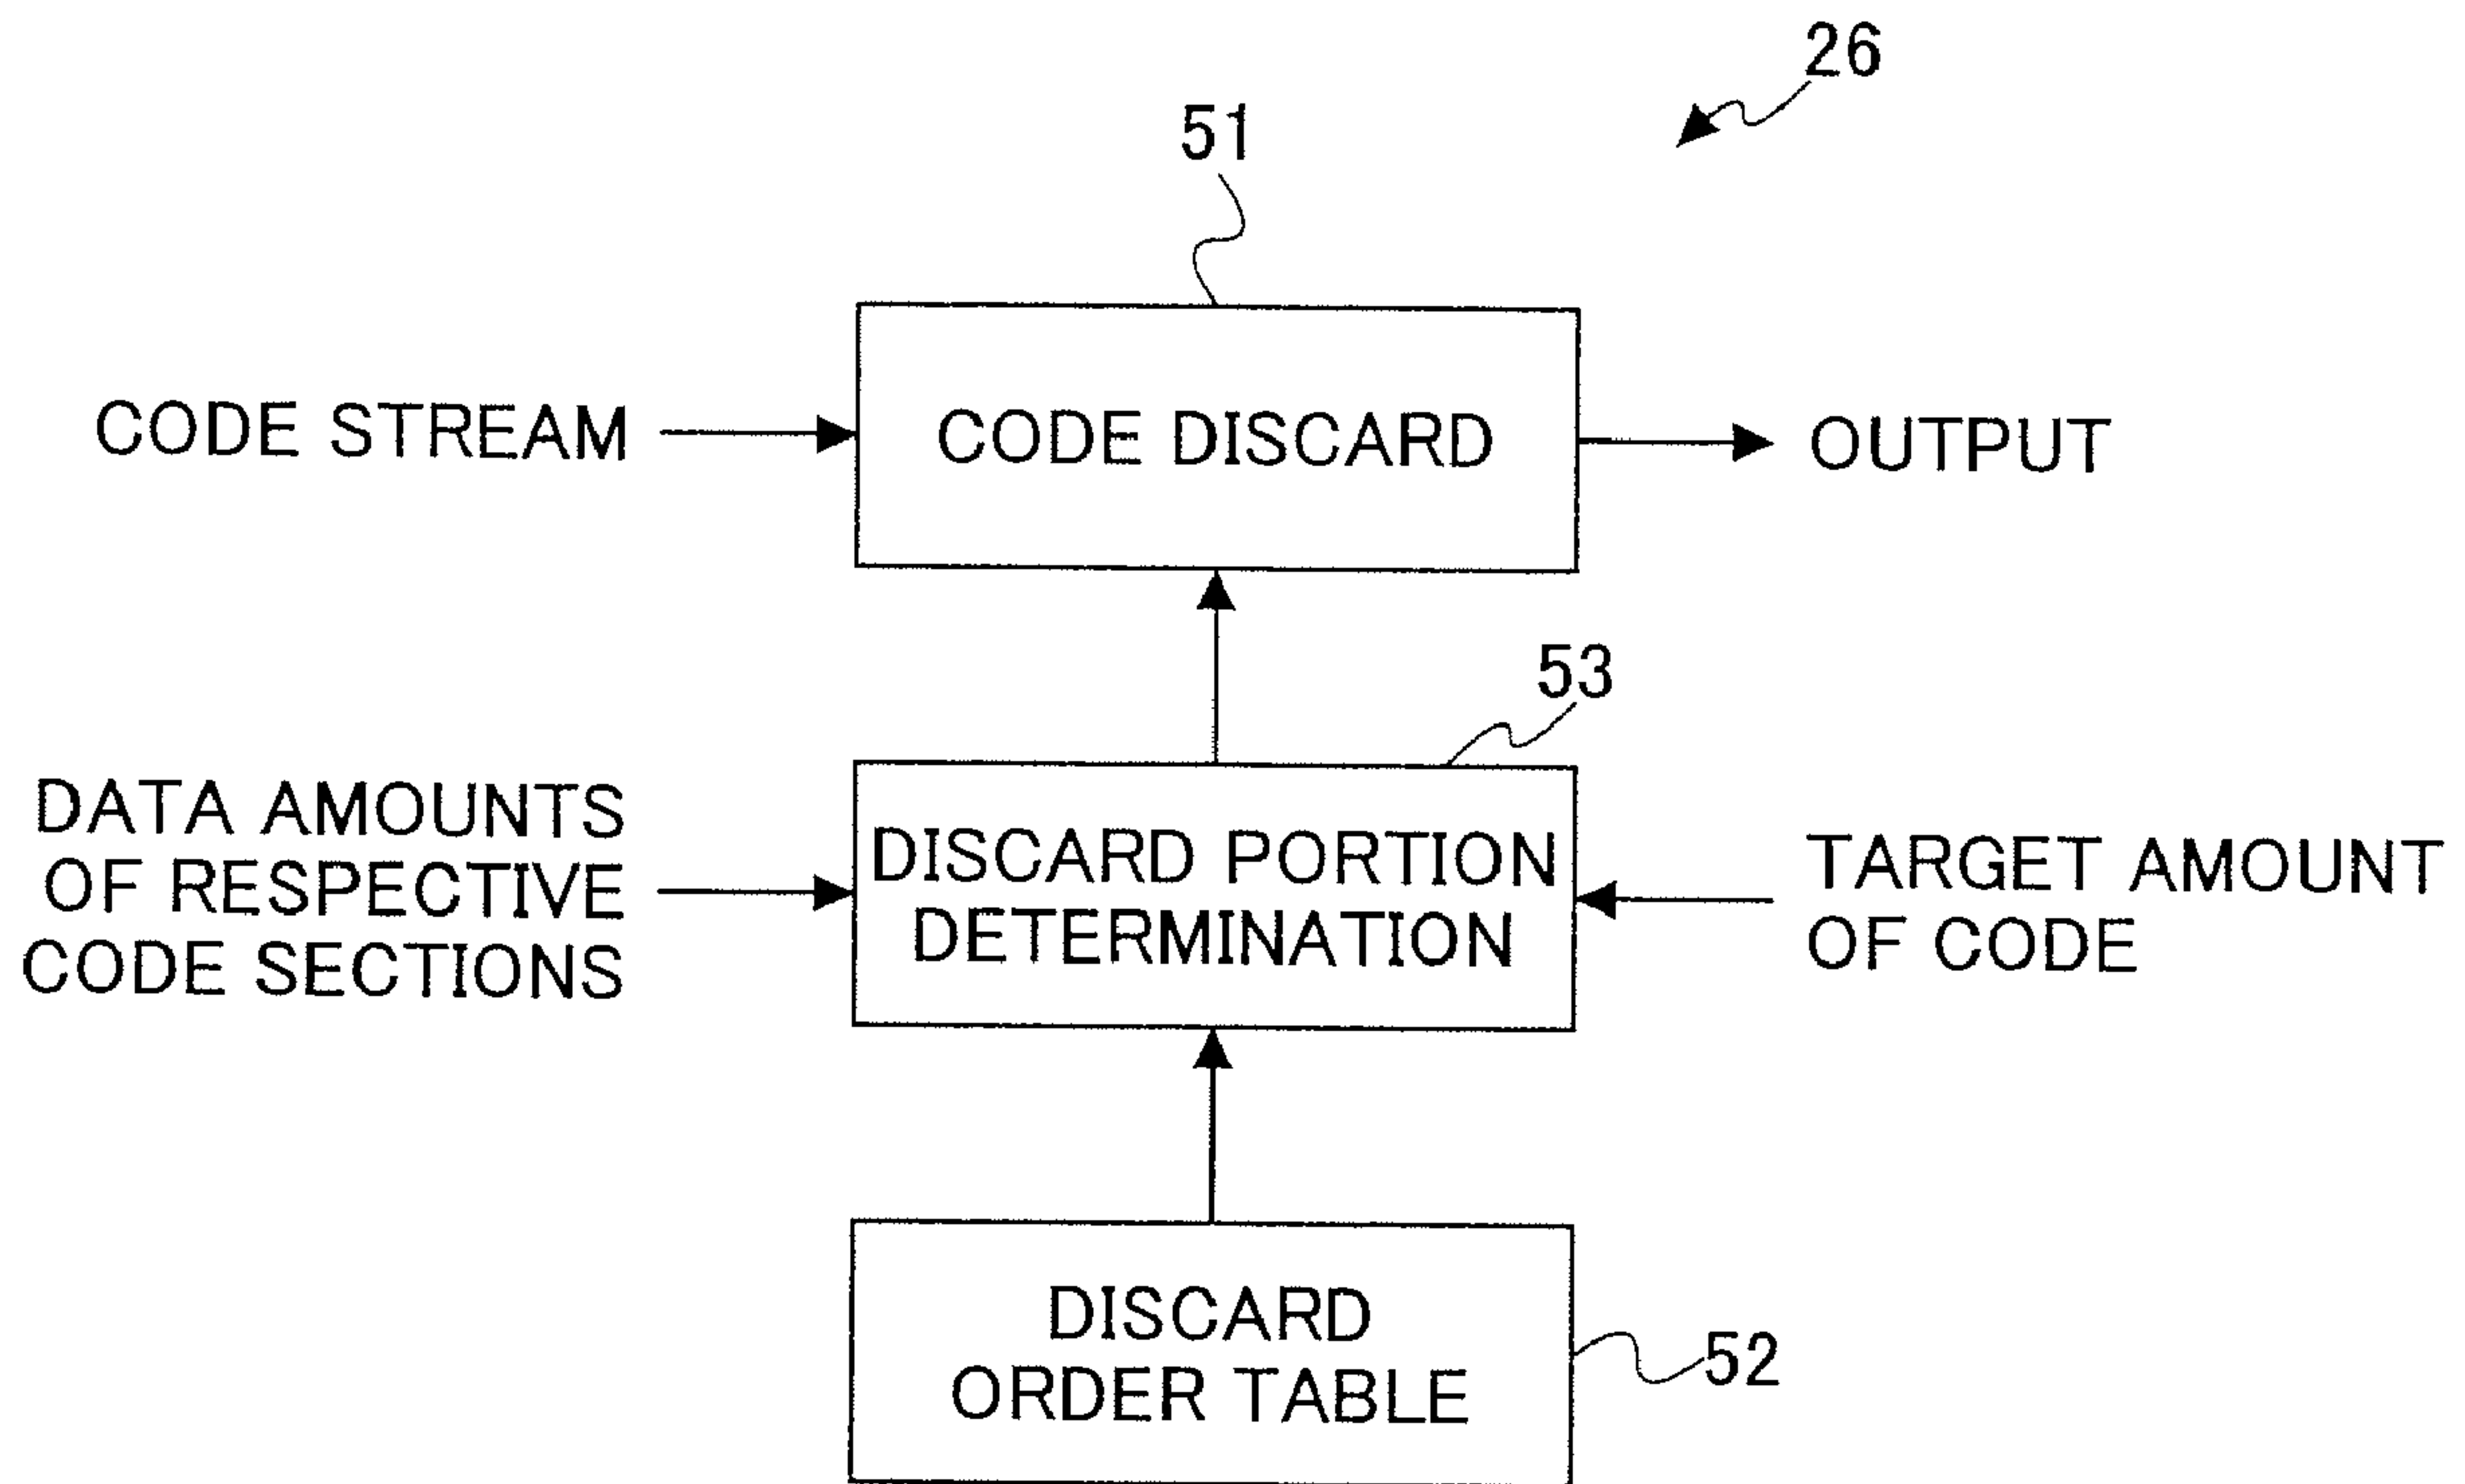 26
51
CODE STREAM
CODE DISCARD
OUTPUT
53
DATA AMOUNTS
OF RESPECTIVE
CODE SECTIONS
DISCARD PORTION
DETERMINATION
TARGET AMOUNT
OF CODE
DISCARD
ORDER TABLE
52